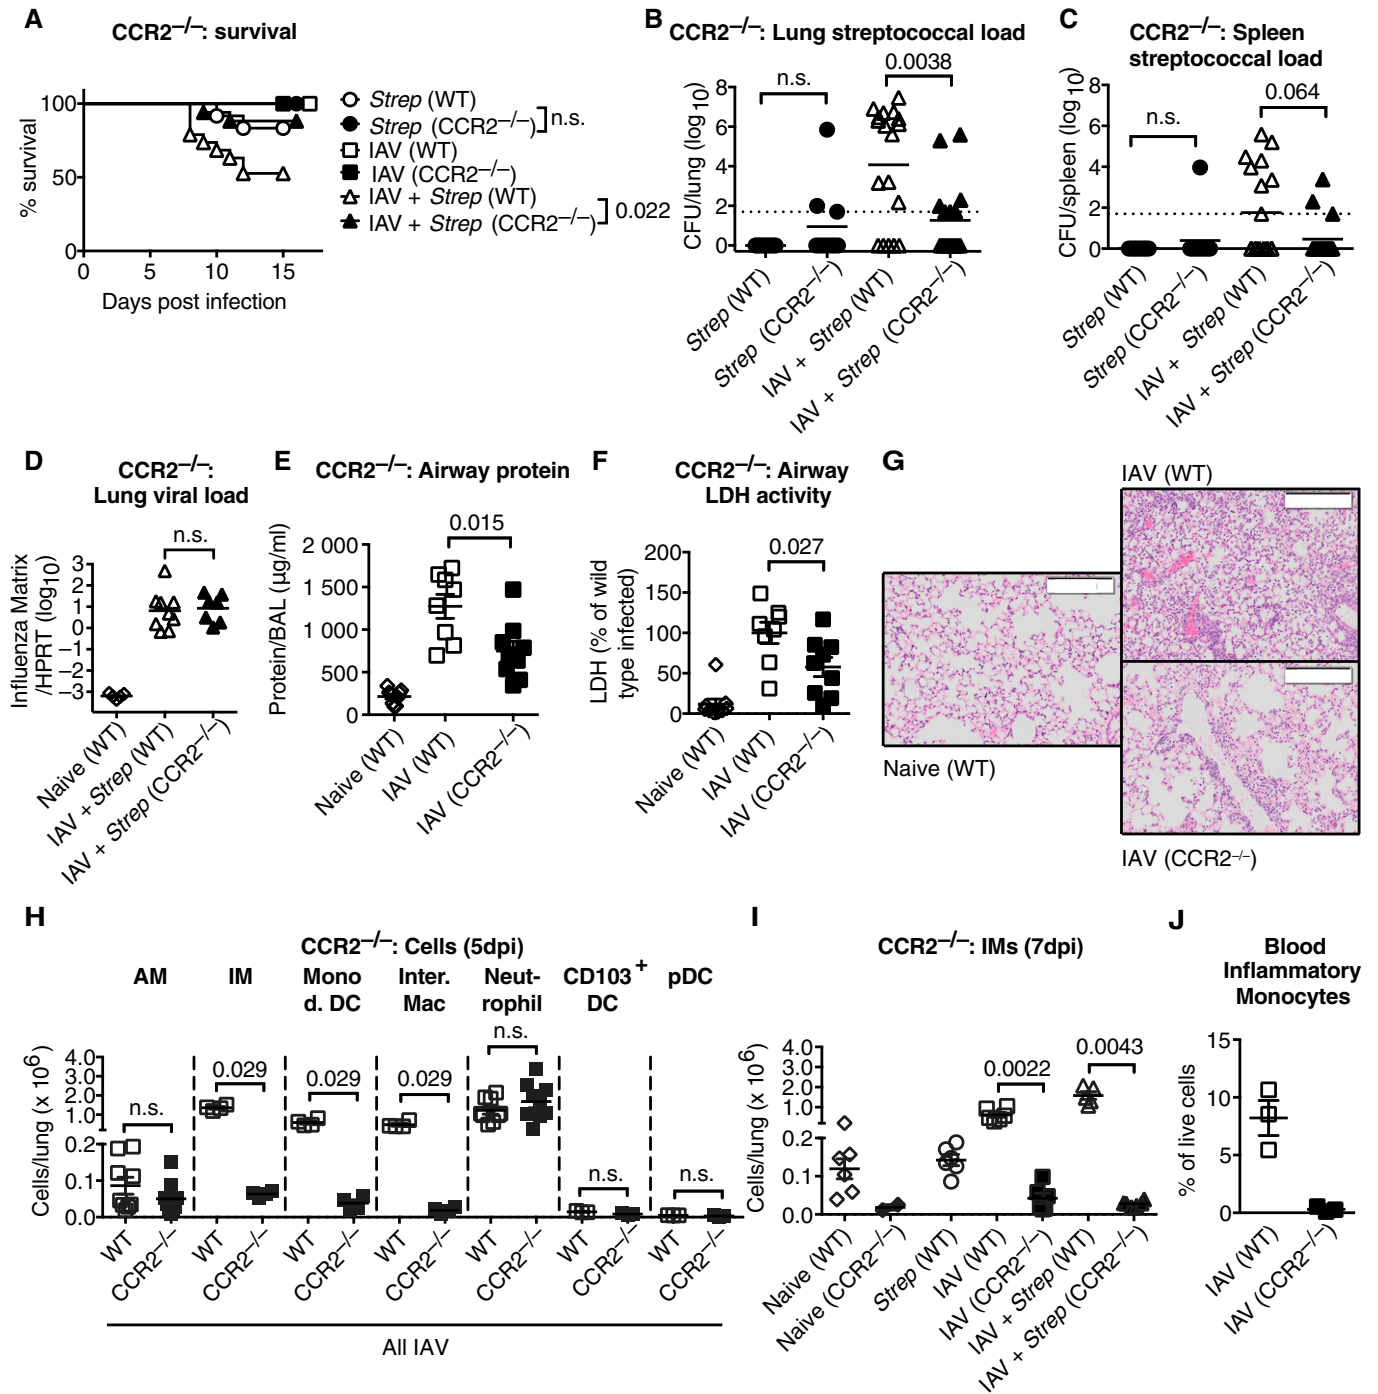 A
CCR2–/–: survival
% survival
100
50
0
0 5 10 15
Days post infection
Strep (WT)
Strep (CCR2–/–)
n.s.
IAV (WT)
IAV (CCR2–/–)
IAV + Strep (WT)
IAV + Strep (CCR2–/–)
0.022
B
CCR2–/–: Lung streptococcal load
CFU/lung (log10)
8
6
4
2
0
n.s.
0.0038
Strep (WT)
Strep (CCR2–/–)
IAV + Strep (WT)
IAV + Strep (CCR2–/–)
C
CCR2–/–: Spleen
streptococcal load
CFU/spleen (log10)
8
6
4
2
0
n.s.
0.064
Strep (WT)
Strep (CCR2–/–)
IAV + Strep (WT)
IAV + Strep (CCR2–/–)
D
CCR2–/–:
Lung viral load
Influenza Matrix
/HPRT (log10)
3
2
1
0
–1
–2
–3
n.s.
Naive (WT)
IAV + Strep (WT)
IAV + Strep (CCR2–/–)
E
CCR2–/–: Airway protein
Protein/BAL (µg/ml)
2 000
1 500
1 000
500
0
0.015
Naive (WT)
IAV (WT)
IAV (CCR2–/–)
F
CCR2–/–: Airway
LDH activity
LDH (% of wild
type infected)
200
150
100
50
0
0.027
Naive (WT)
IAV (WT)
IAV (CCR2–/–)
G
IAV (WT)
Naive (WT)
IAV (CCR2–/–)
H
CCR2–/–: Cells (5dpi)
AM
IM
Mono
d. DC
Inter.
Mac
Neut-
rophil
CD103+
DC
pDC
Cells/lung (x 10^6)
4.0
3.0
2.0
1.0
0.2
0.1
0.0
n.s.
0.029
0.029
0.029
n.s.
n.s.
n.s.
WT
CCR2–/–
WT
CCR2–/–
WT
CCR2–/–
WT
CCR2–/–
WT
CCR2–/–
WT
CCR2–/–
WT
CCR2–/–
All IAV
I
CCR2–/–: IMs (7dpi)
Cells/lung (x 10^6)
4.0
3.0
2.0
1.0
0.2
0.1
0.0
0.0022
0.0043
Naive (WT)
Naive (CCR2–/–)
Strep (WT)
IAV (WT)
IAV (CCR2–/–)
IAV + Strep (WT)
IAV + Strep (CCR2–/–)
J
Blood
Inflammatory
Monocytes
% of live cells
15
10
5
0
IAV (WT)
IAV (CCR2–/–)